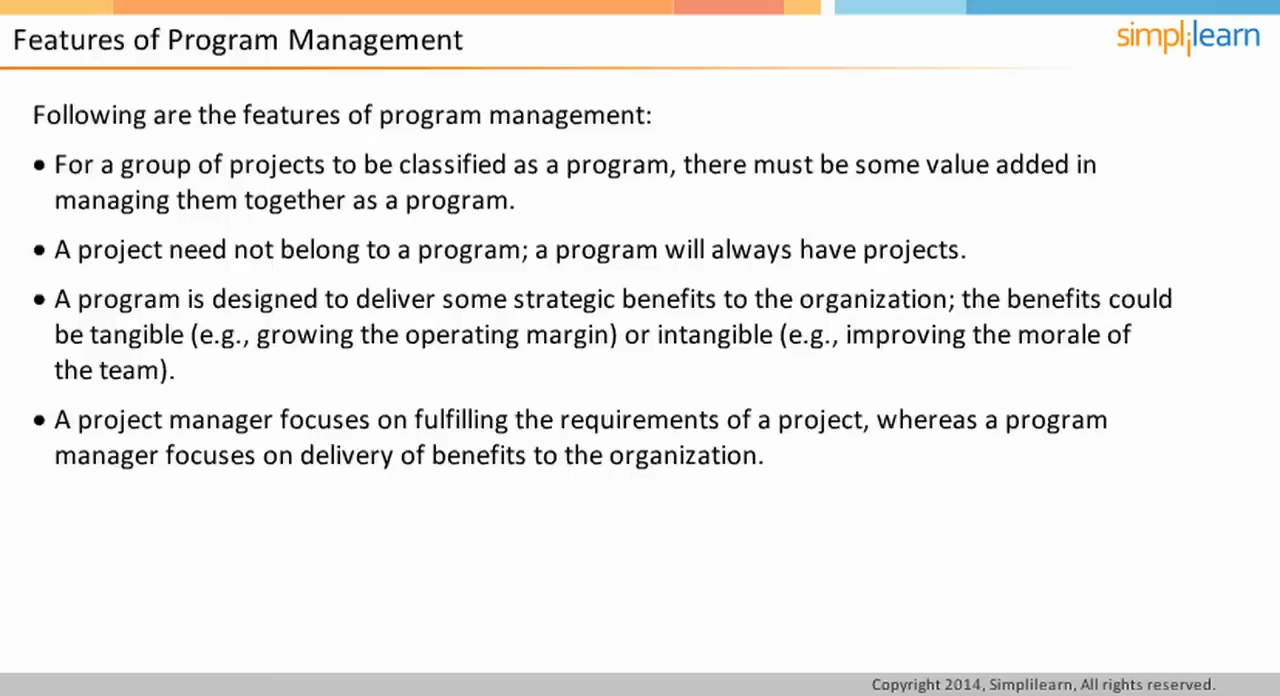 Features of Program Management
simplilearn
Following are the features of program management:
• For a group of projects to be classified as a program, there must be some value added in
managing them together as a program.
• A project need not belong to a program; a program will always have projects.
• A program is designed to deliver some strategic benefits to the organization; the benefits could
be tangible (e.g., growing the operating margin) or intangible (e.g., improving the morale of
the team).
• A project manager focuses on fulfilling the requirements of a project, whereas a program
manager focuses on delivery of benefits to the organization.
Copyright 2014, Simplilearn, All rights reserved.